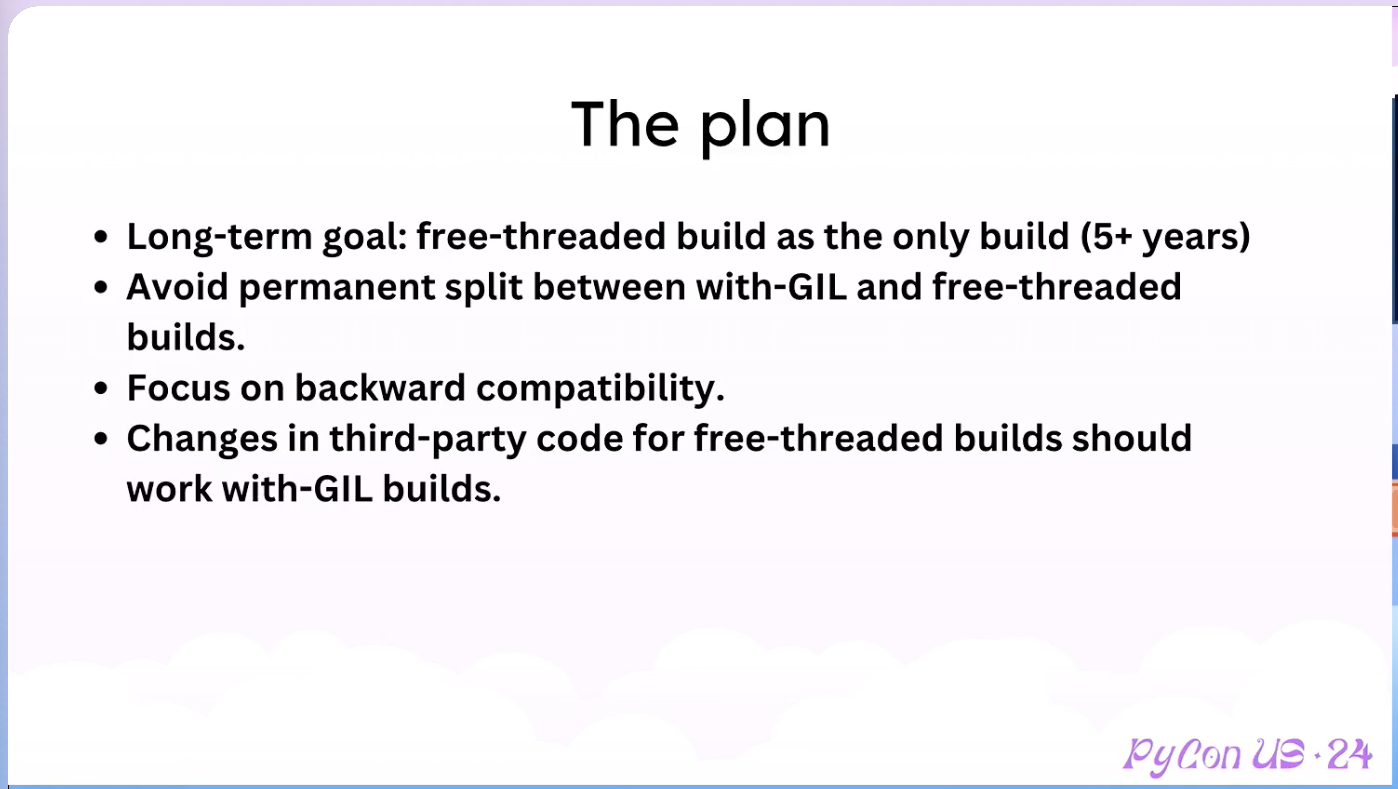 The plan
• Long-term goal: free-threaded build as the only build (5+ years)
• Avoid permanent split between with-GIL and free-threaded
builds.
• Focus on backward compatibility.
• Changes in third-party code for free-threaded builds should
work with-GIL builds.
PyCon US · 24